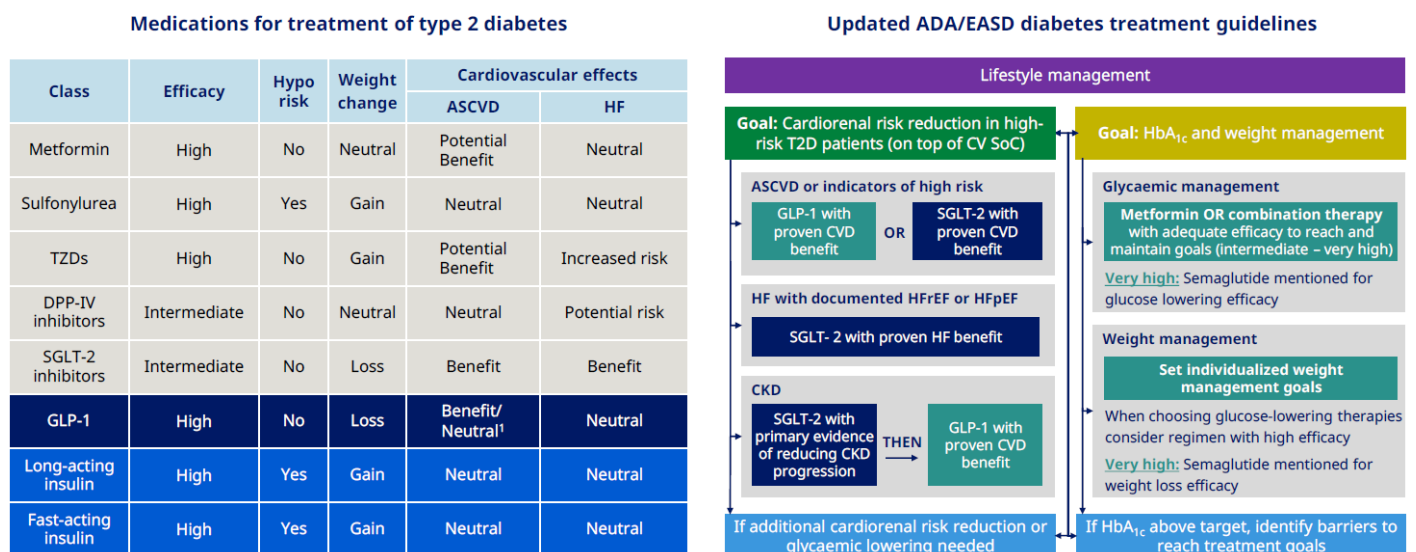 Medications for treatment of type 2 diabetes
Class
Efficacy
Hypo
risk
Weight
change
Cardiovascular effects
ASCVD
HF
Metformin
High
No
Neutral
Potential
Benefit
Neutral
Sulfonylurea
High
Yes
Gain
Neutral
Neutral
TZDs
High
No
Gain
Potential
Benefit
Increased risk
DPP-IV
inhibitors
Intermediate
No
Neutral
Neutral
Potential risk
SGLT-2
inhibitors
Intermediate
No
Loss
Benefit
Benefit
GLP-1
High
No
Loss
Benefit/
Neutral¹
Neutral
Long-acting
insulin
High
Yes
Gain
Neutral
Neutral
Fast-acting
insulin
High
Yes
Gain
Neutral
Neutral
Updated ADA/EASD diabetes treatment guidelines
Lifestyle management
Goal: Cardiorenal risk reduction in high-
risk T2D patients (on top of CV SoC)
ASCVD or indicators of high risk
GLP-1 with
proven CVD
benefit
OR
SGLT-2 with
proven CVD
benefit
HF with documented HFrEF or HFpEF
SGLT- 2 with proven HF benefit
CKD
SGLT-2 with
primary evidence
of reducing CKD
progression
THEN
GLP-1 with
proven CVD
benefit
If additional cardiorenal risk reduction or
glycaemic lowering needed
Goal: HbA1c and weight management
Glycaemic management
Metformin OR combination therapy
with adequate efficacy to reach and
maintain goals (intermediate – very high)
Very high: Semaglutide mentioned for
glucose lowering efficacy
Weight management
Set individualized weight
management goals
When choosing glucose-lowering therapies
consider regimen with high efficacy
Very high: Semaglutide mentioned for
weight loss efficacy
If HbA1c above target, identify barriers to
reach treatment goals